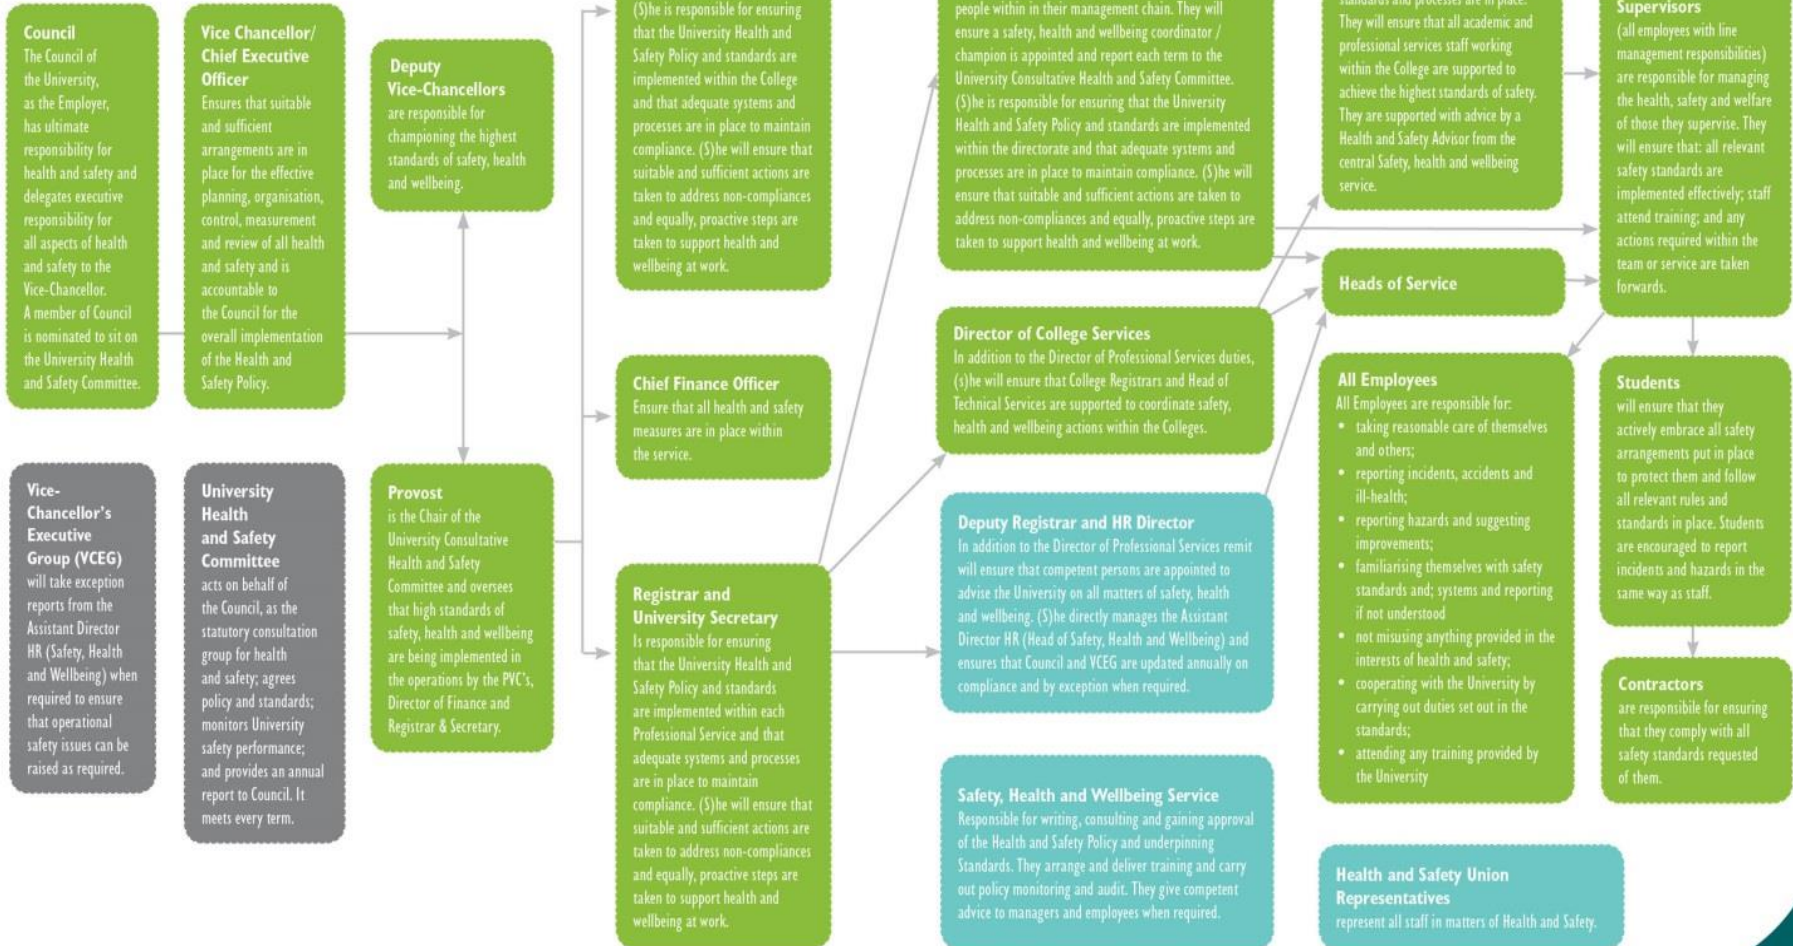 Council
The Council of
the University,
as the Employer,
has ultimate
responsibility for
health and safety and
delegates executive
responsibility for
all aspects of health
and safety to the
Vice-Chancellor.
A member of Council
is nominated to sit on
the University Health
and Safety Committee.
Vice-
Chancellor's
Executive
Group (VCEG)
will take exception
reports from the
Assistant Director
HR (Safety, Health
and Wellbeing) when
required to ensure
that operational
safety issues can be
raised as required.
Vice Chancellor/
Chief Executive
Officer
Ensures that suitable
and sufficient
arrangements are in
place for the effective
planning, organisation,
control, measurement
and review of all health
and safety and is
accountable to
the Council for the
overall implementation
of the Health and
Safety Policy.
University
Health
and Safety
Committee
acts on behalf of
the Council, as the
statutory consultation
group for health
and safety; agrees
policy and standards;
monitors University
safety performance;
and provides an annual
report to Council. It
meets every term.
Deputy
Vice-Chancellors
are responsible for
championing the highest
standards of safety, health
and wellbeing.
Provost
is the Chair of the
University Consultative
Health and Safety
Committee and oversees
that high standards of
safety, health and wellbeing
are being implemented in
the operations by the PVC's,
Director of Finance and
Registrar & Secretary.
(S)he is responsible for ensuring
that the University Health and
Safety Policy and standards are
implemented within the College
and that adequate systems and
processes are in place to maintain
compliance. (S)he will ensure that
suitable and sufficient actions are
taken to address non-compliances
and equally, proactive steps are
taken to support health and
wellbeing at work.
Chief Finance Officer
Ensure that all health and safety
measures are in place within
the service.
Registrar and
University Secretary
Is responsible for ensuring
that the University Health and
Safety Policy and standards
are implemented within each
Professional Service and that
adequate systems and processes
are in place to maintain
compliance. (S)he will ensure that
suitable and sufficient actions are
taken to address non-compliances
and equally, proactive steps are
taken to support health and
wellbeing at work.
people within in their management chain. They will
ensure a safety, health and wellbeing coordinator /
champion is appointed and report each term to the
University Consultative Health and Safety Committee.
(S)he is responsible for ensuring that the University
Health and Safety Policy and standards are implemented
within the directorate and that adequate systems and
processes are in place to maintain compliance. (S)he will
ensure that suitable and sufficient actions are taken to
address non-compliances and equally, proactive steps are
taken to support health and wellbeing at work.
Director of College Services
In addition to the Director of Professional Services duties,
(s)he will ensure that College Registrars and Head of
Technical Services are supported to coordinate safety,
health and wellbeing actions within the Colleges.
Deputy Registrar and HR Director
In addition to the Director of Professional Services remit
will ensure that competent persons are appointed to
advise the University on all matters of safety, health
and wellbeing. (S)he directly manages the Assistant
Director HR (Head of Safety, Health and Wellbeing) and
ensures that Council and VCEG are updated annually on
compliance and by exception when required.
Safety, Health and Wellbeing Service
Responsible for writing, consulting and gaining approval
of the Health and Safety Policy and underpinning
Standards. They arrange and deliver training and carry
out policy monitoring and audit. They give competent
advice to managers and employees when required.
standards and processes are in place.
They will ensure that all academic and
professional services staff working
within the College are supported to
achieve the highest standards of safety.
They are supported with advice by a
Health and Safety Advisor from the
central Safety, health and wellbeing
service.
Heads of Service
All Employees
All Employees are responsible for:
• taking reasonable care of themselves
and others;
• reporting incidents, accidents and
ill-health;
• reporting hazards and suggesting
improvements;
• familiarising themselves with safety
standards and; systems and reporting
if not understood
• not misusing anything provided in the
interests of health and safety;
• cooperating with the University by
carrying out duties set out in the
standards;
• attending any training provided by
the University
Health and Safety Union
Representatives
represent all staff in matters of Health and Safety.
Supervisors
(all employees with line
management responsibilities)
are responsible for managing
the health, safety and welfare
of those they supervise. They
will ensure that: all relevant
safety standards are
implemented effectively; staff
attend training; and any
actions required within the
team or service are taken
forwards.
Students
will ensure that they
actively embrace all safety
arrangements put in place
to protect them and follow
all relevant rules and
standards in place. Students
are encouraged to report
incidents and hazards in the
same way as staff.
Contractors
are responsible for ensuring
that they comply with all
safety standards requested
of them.